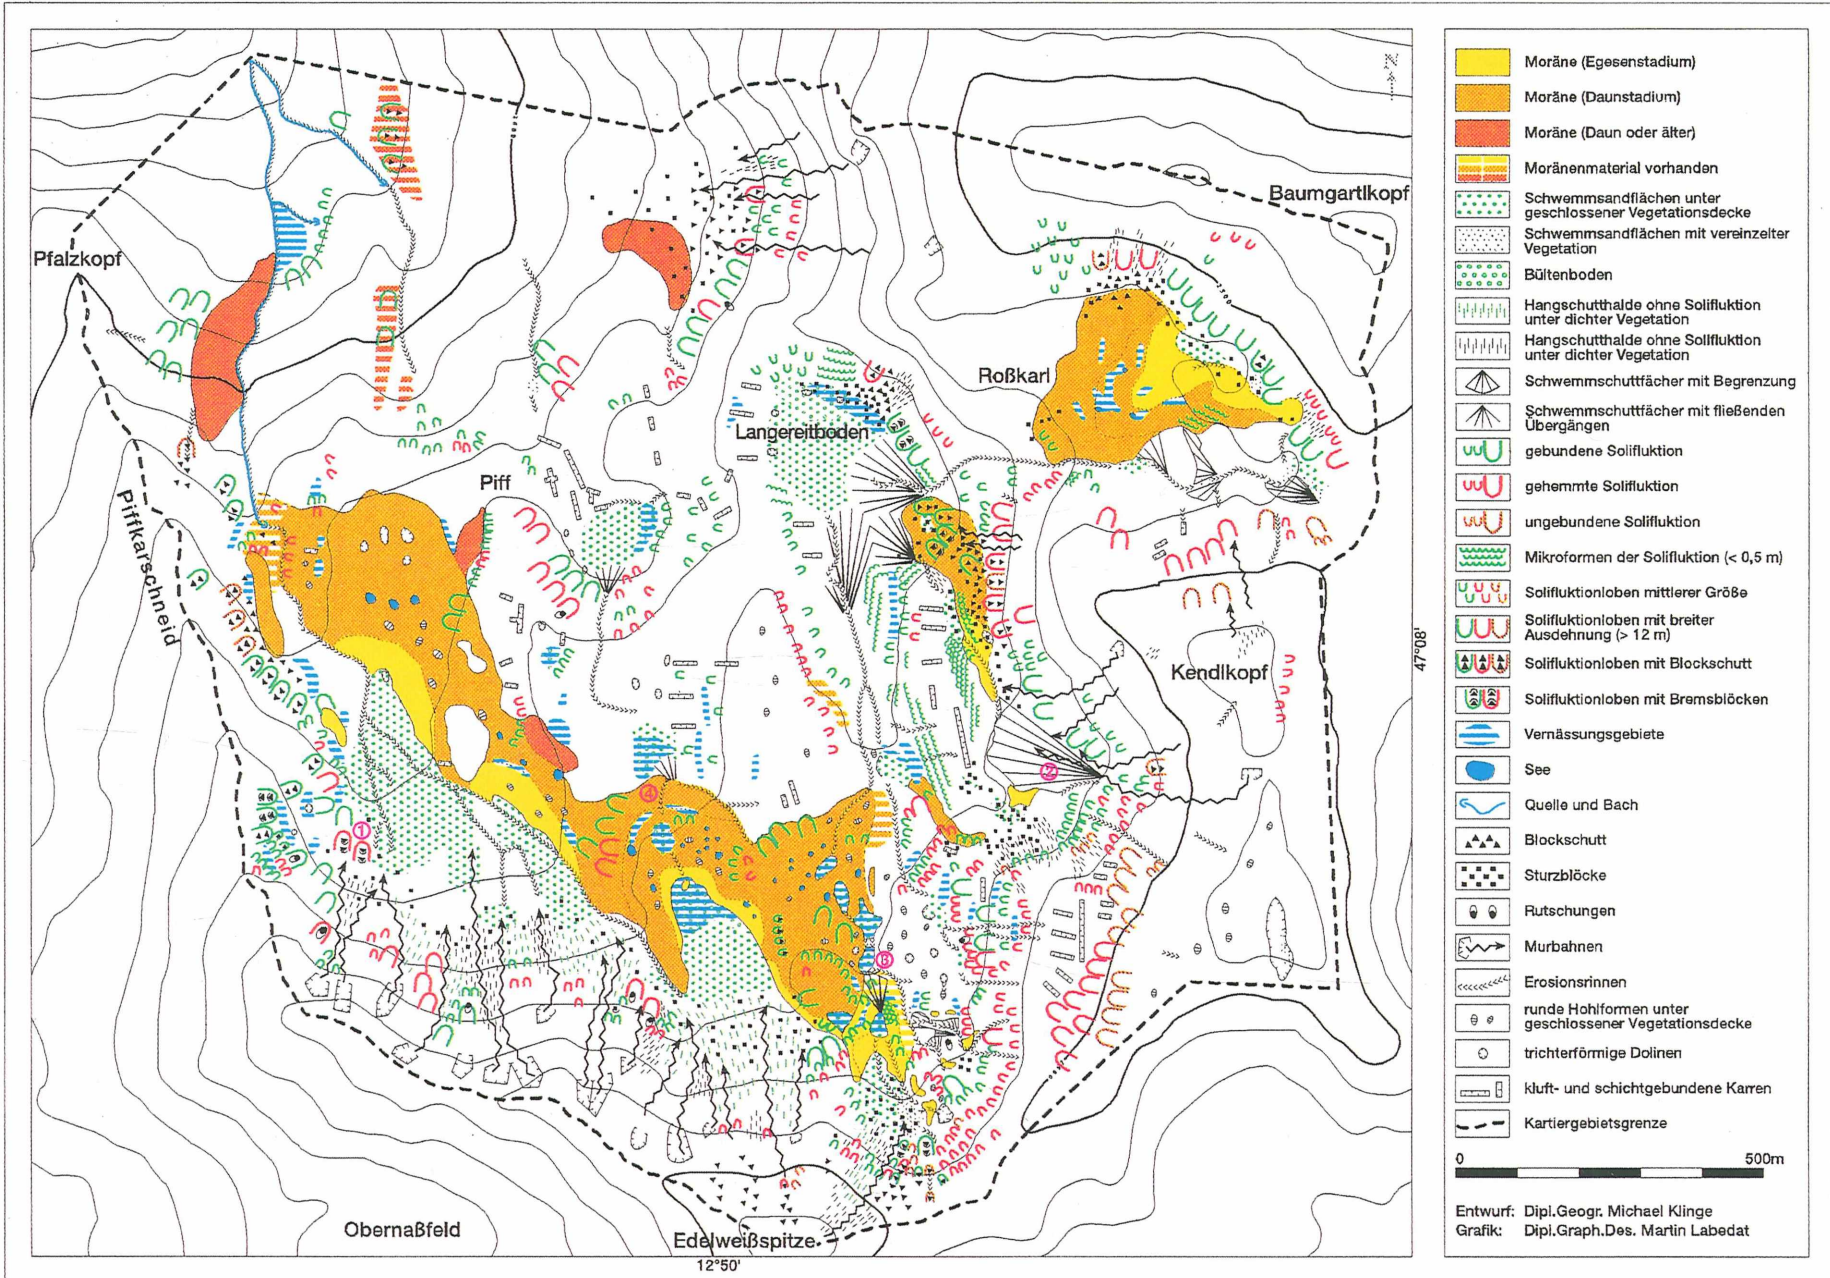 N
Baumgartlkopf
Pfalzkopf
2300
Roßkarl
Langereitboden
Piff
Piffkarschneid
Kendlkopf
47°08'
②
④
①
⑥
Obernaßfeld
Edelweißspitze
12°50'
Moräne (Egesenstadium)
Moräne (Daunstadium)
Moräne (Daun oder älter)
Moränenmaterial vorhanden
Schwemmsandflächen unter
geschlossener Vegetationsdecke
Schwemmsandflächen mit vereinzelter
Vegetation
Bültenboden
Hangschutthalde ohne Solifluktion
unter dichter Vegetation
Hangschutthalde ohne Solifluktion
unter dichter Vegetation
Schwemmschuttfächer mit Begrenzung
Schwemmschuttfächer mit fließenden
Übergängen
gebundene Solifluktion
gehemmte Solifluktion
ungebundene Solifluktion
Mikroformen der Solifluktion (< 0,5 m)
Solifluktionloben mittlerer Größe
Solifluktionloben mit breiter
Ausdehnung (> 12 m)
Solifluktionloben mit Blockschutt
Solifluktionloben mit Bremsblöcken
Vernässungsgebiete
See
Quelle und Bach
Blockschutt
Sturzblöcke
Rutschungen
Murbahnen
Erosionsrinnen
runde Hohlformen unter
geschlossener Vegetationsdecke
trichterförmige Dolinen
kluft- und schichtgebundene Karren
Kartiergebietsgrenze
0 500m
Entwurf: Dipl.Geogr. Michael Klinge
Grafik: Dipl.Graph.Des. Martin Labedat